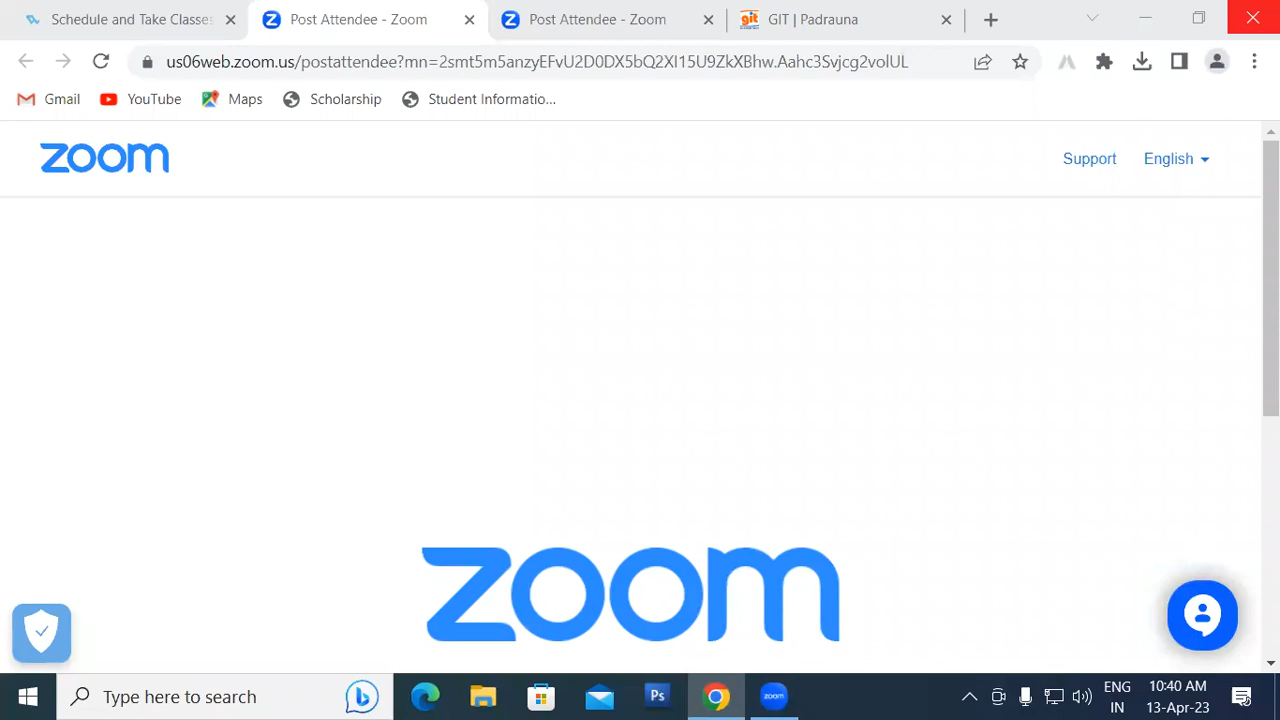 Schedule and Take Classes
Post Attendee - Zoom
Post Attendee - Zoom
git GIT | Padrauna
us06web.zoom.us/postattendee?mn=2smt5m5anzyEFvU2D0DX5bQ2XI15U9ZkXBhw.Aahc3Svjcg2volUL
Gmail
YouTube
Maps
Scholarship
Student Informatio...
zoom
Support
English
zoom
Type here to search
Ps
zoom
ENG
IN
10:40 AM
13-Apr-23